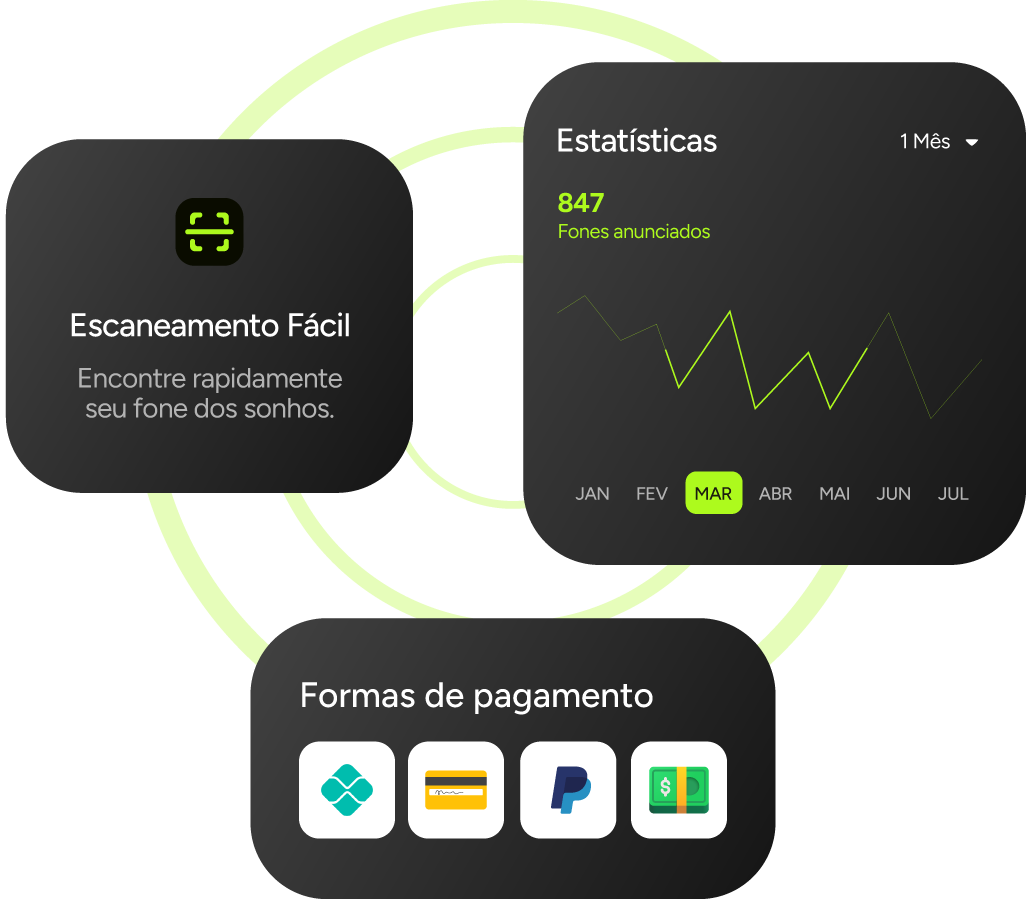 Estatísticas
1 Mês
847
Fones anunciados
JAN FEV MAR ABR MAI JUN JUL
Escaneamento Fácil
Encontre rapidamente
seu fone dos sonhos.
Formas de pagamento
$